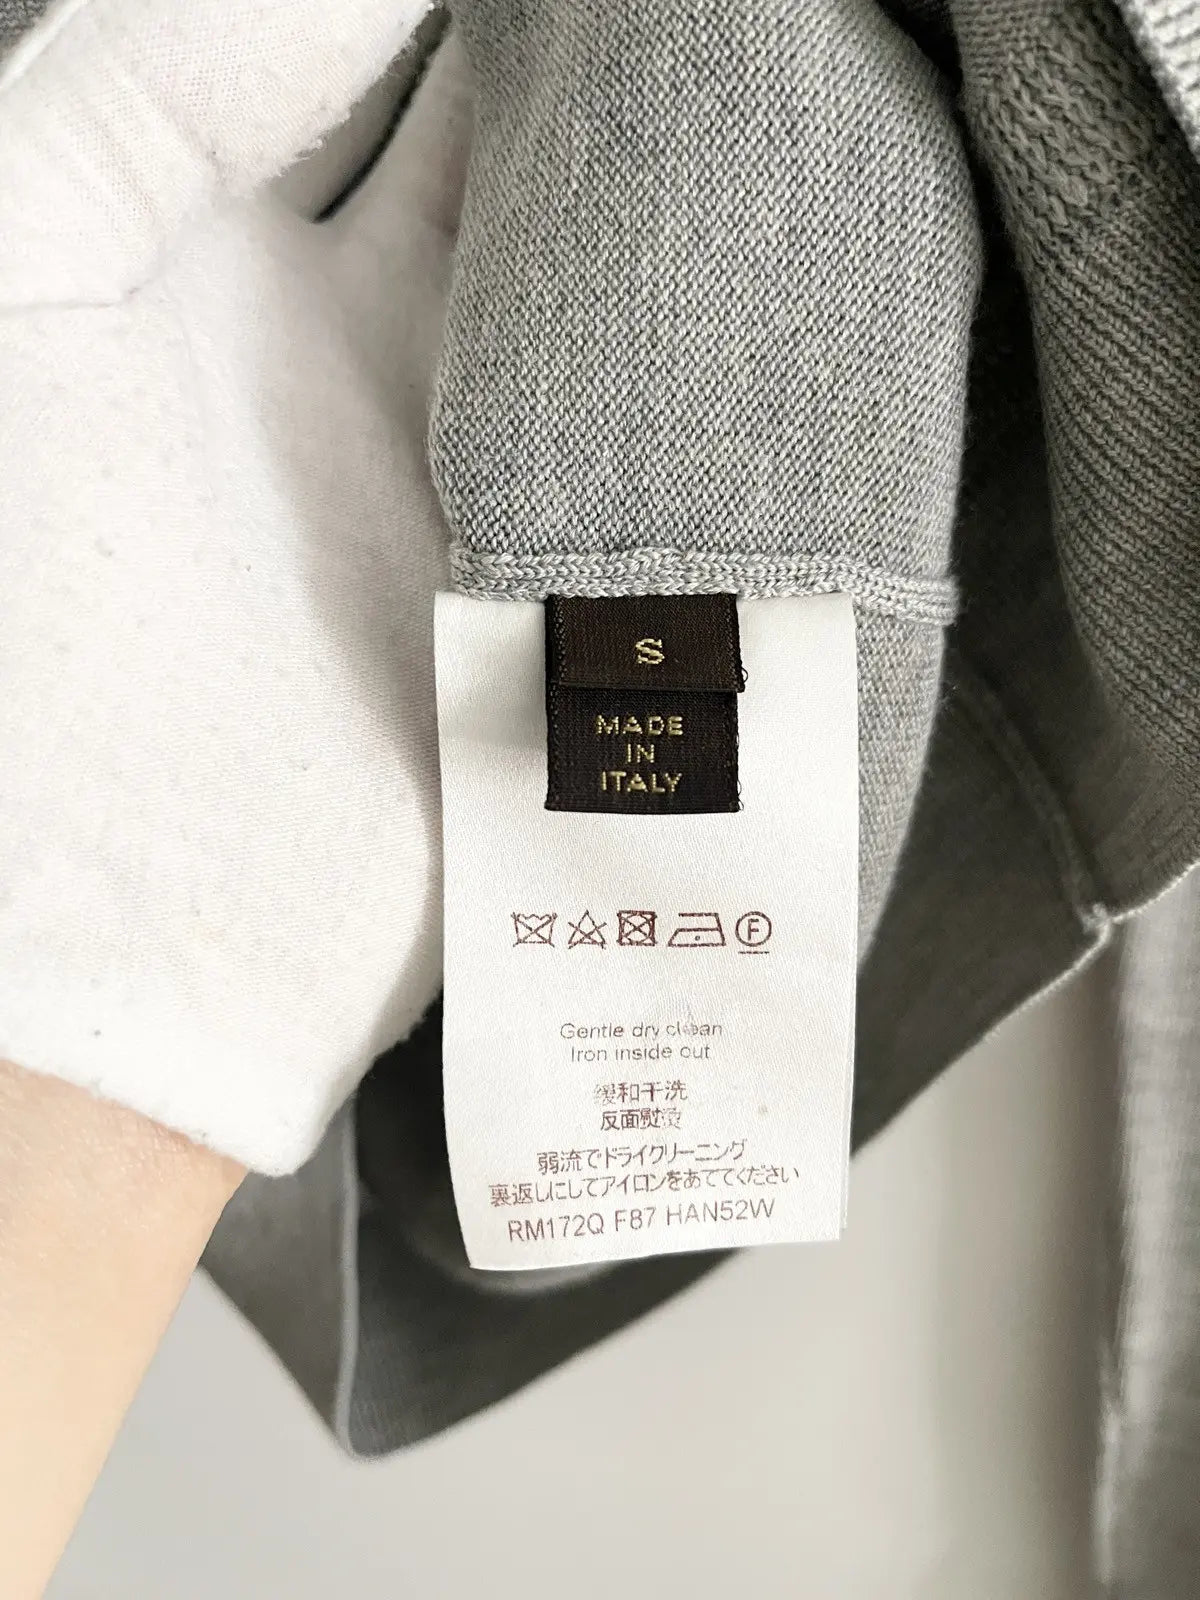 S
MADE
IN
ITALY
F
Gentle dry clean
Iron inside out
缓和干洗
反面熨烫
弱流でドライクリーニング
裏返しにしてアイロンをあててください
RM172Q F87 HAN52W